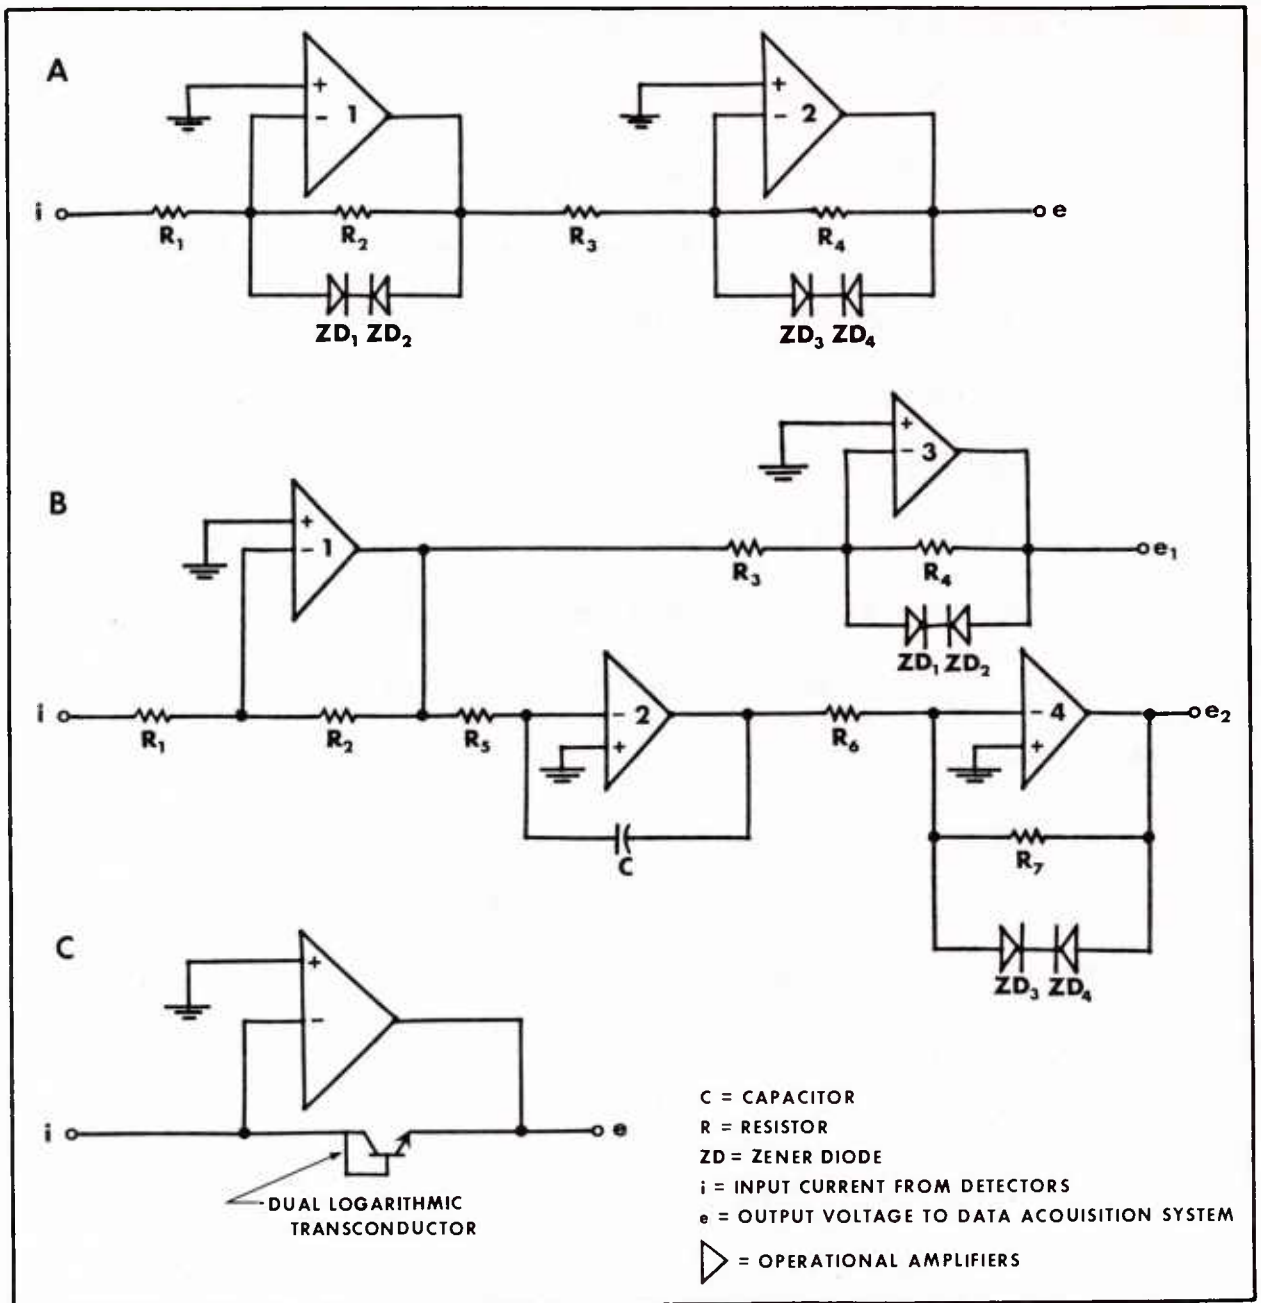 A
+
-
1
+
-
2
i
R₁
R₂
R₃
R₄
e
ZD₁ ZD₂
ZD₃ ZD₄
B
+
-
3
+
-
1
R₃
R₄
e₁
ZD₁ ZD₂
i
R₁
R₂
R₅
-
2
+
R₆
-
4
+
e₂
C
R₇
ZD₃ ZD₄
C
+
-
i
e
DUAL LOGARITHMIC
TRANSCONDUCTOR
C = CAPACITOR
R = RESISTOR
ZD = ZENER DIODE
i = INPUT CURRENT FROM DETECTORS
e = OUTPUT VOLTAGE TO DATA ACOUISITION SYSTEM
= OPERATIONAL AMPLIFIERS